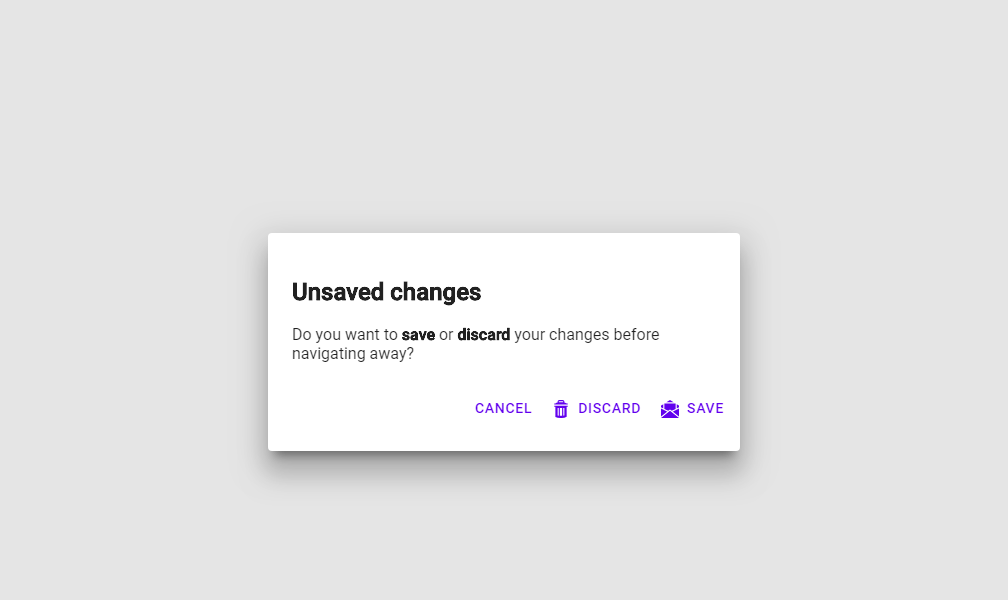 Unsaved changes
Do you want to save or discard your changes before
navigating away?
CANCEL DISCARD SAVE